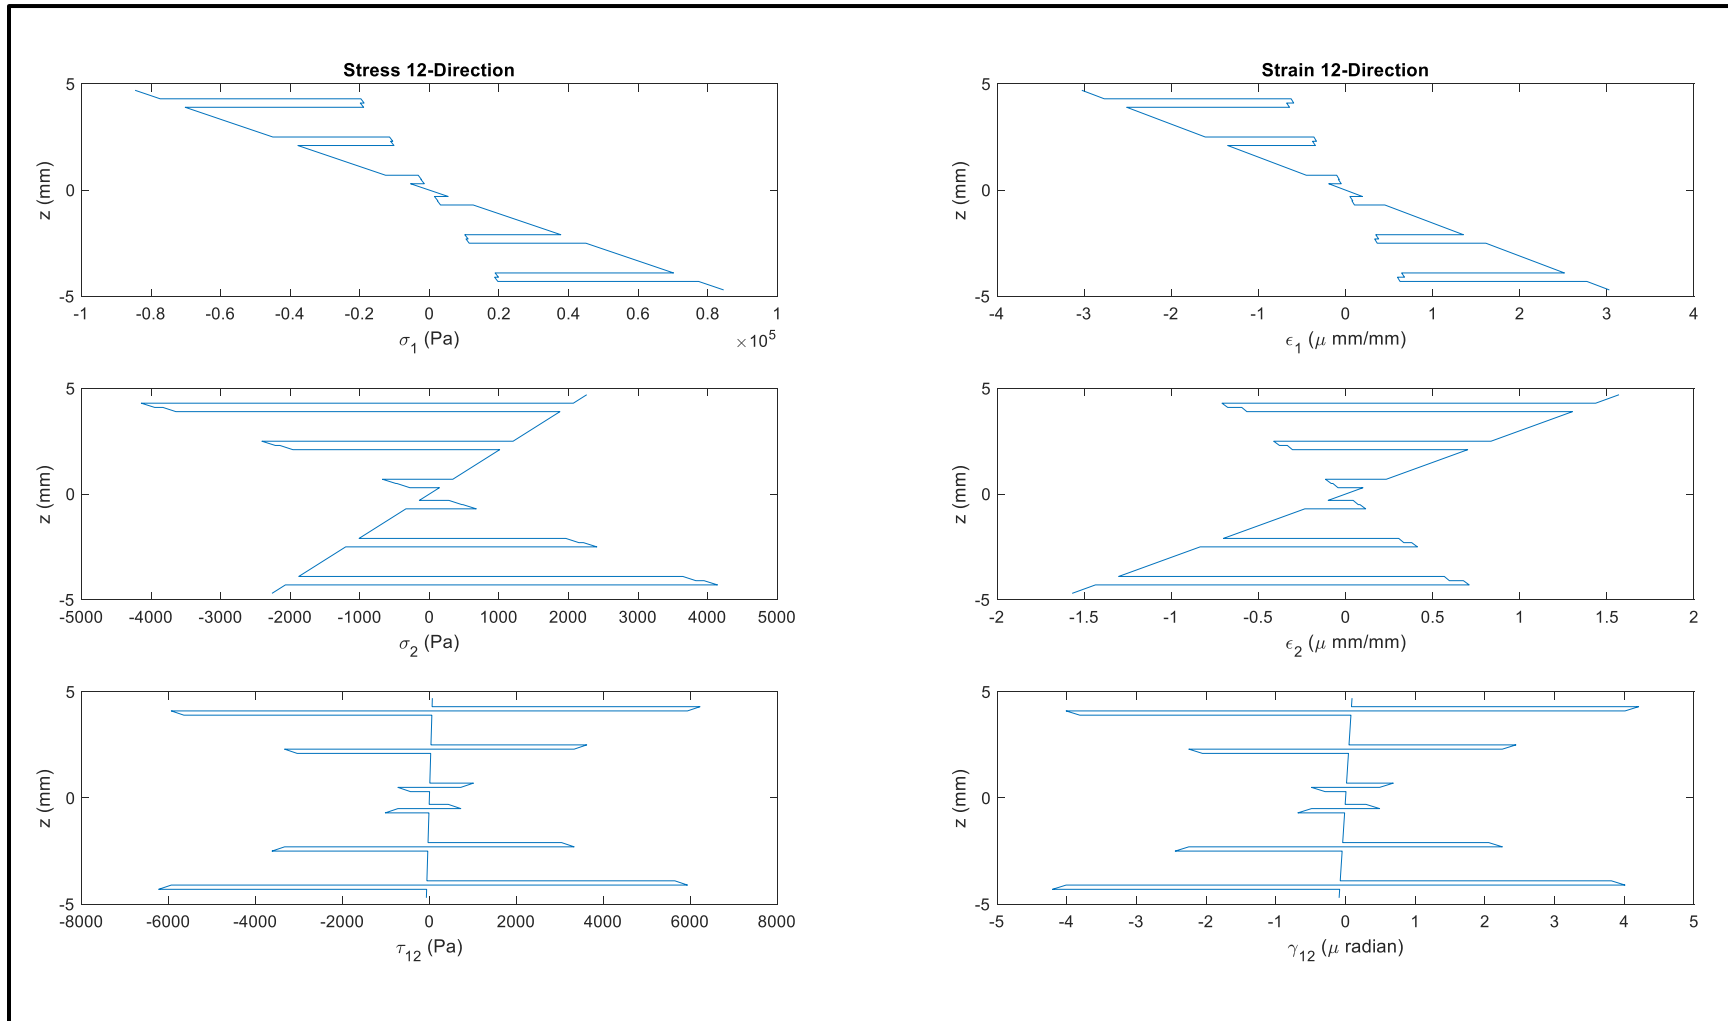 Stress 12-Direction
5
0
-5
z (mm)
-1 -0.8 -0.6 -0.4 -0.2 0 0.2 0.4 0.6 0.8 1
σ1 (Pa)
×10^5
Strain 12-Direction
5
0
-5
z (mm)
-4 -3 -2 -1 0 1 2 3 4
ϵ1 (μ mm/mm)
5
0
-5
z (mm)
-5000 -4000 -3000 -2000 -1000 0 1000 2000 3000 4000 5000
σ2 (Pa)
5
0
-5
z (mm)
-2 -1.5 -1 -0.5 0 0.5 1 1.5 2
ϵ2 (μ mm/mm)
5
0
-5
z (mm)
-8000 -6000 -4000 -2000 0 2000 4000 6000 8000
τ12 (Pa)
5
0
-5
z (mm)
-5 -4 -3 -2 -1 0 1 2 3 4 5
γ12 (μ radian)